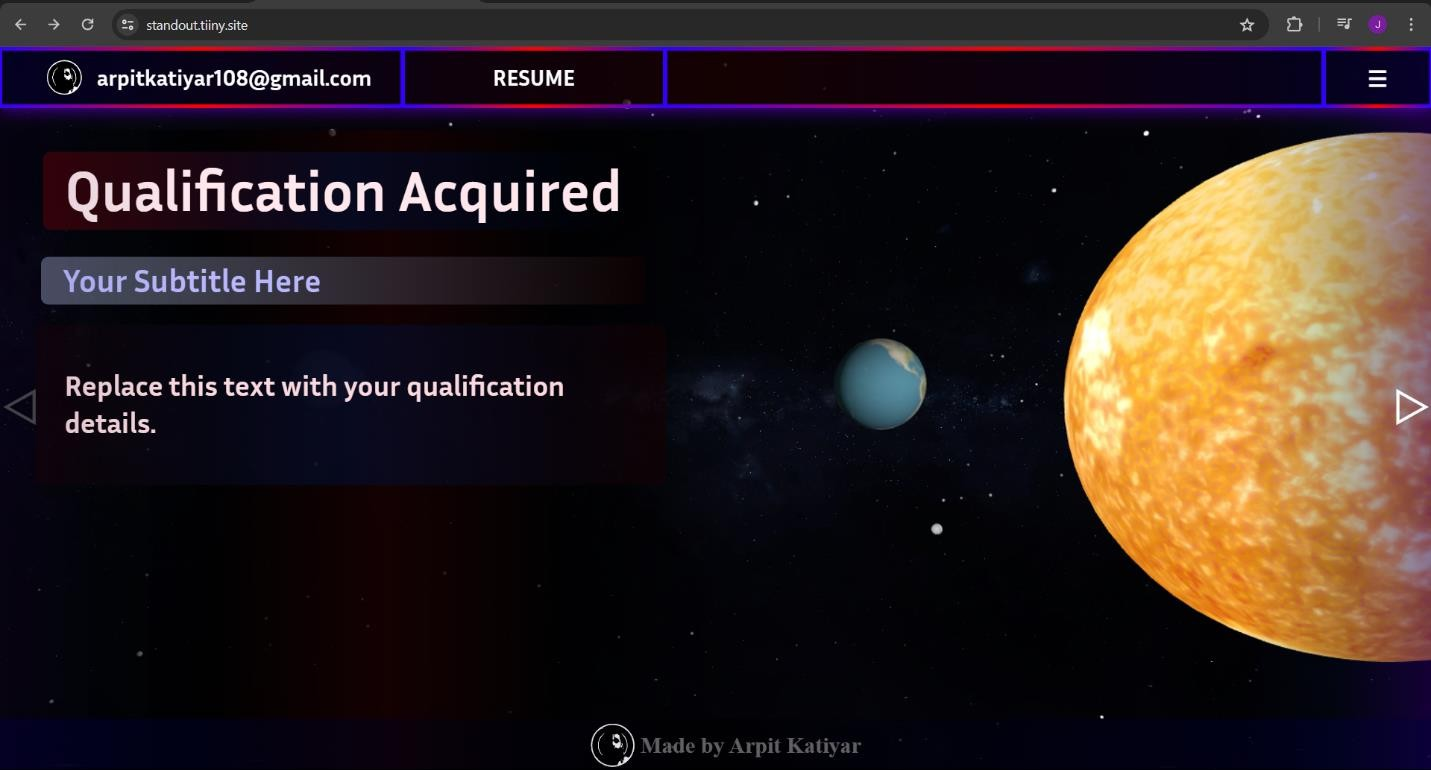 standout.tiiny.site
J
arpitkatiyar108@gmail.com
RESUME
Qualification Acquired
Your Subtitle Here
Replace this text with your qualification
details.
Made by Arpit Katiyar